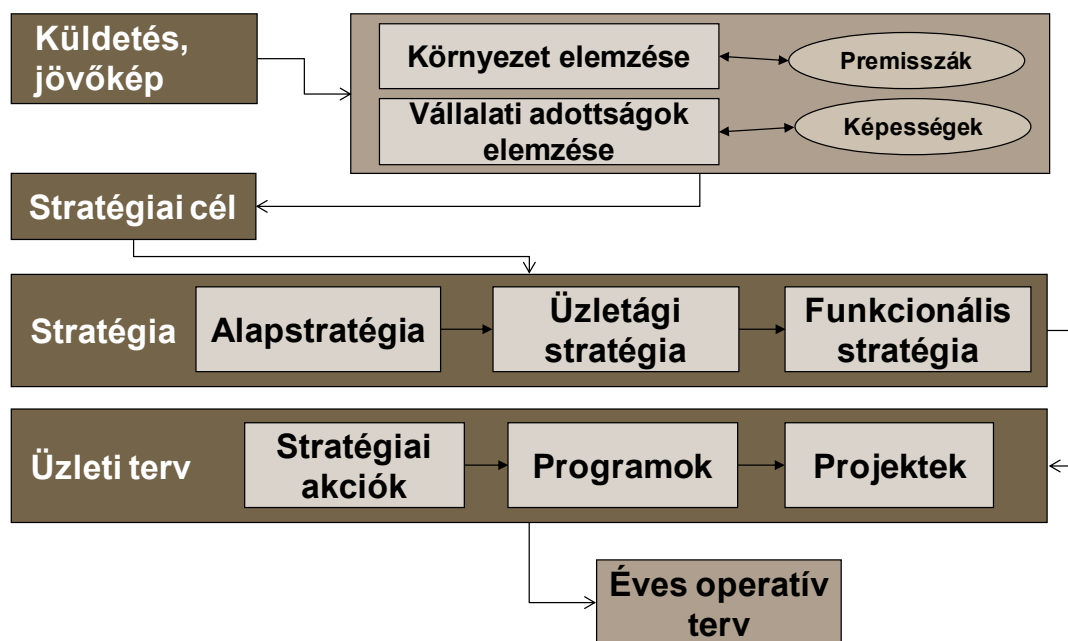 Küldetés,
jövőkép
Környezet elemzése
Premisszák
Vállalati adottságok
elemzése
Képességek
Stratégiai cél
Stratégia
Alapstratégia
Üzletági
stratégia
Funkcionális
stratégia
Üzleti terv
Stratégiai
akciók
Programok
Projektek
Éves operatív
terv